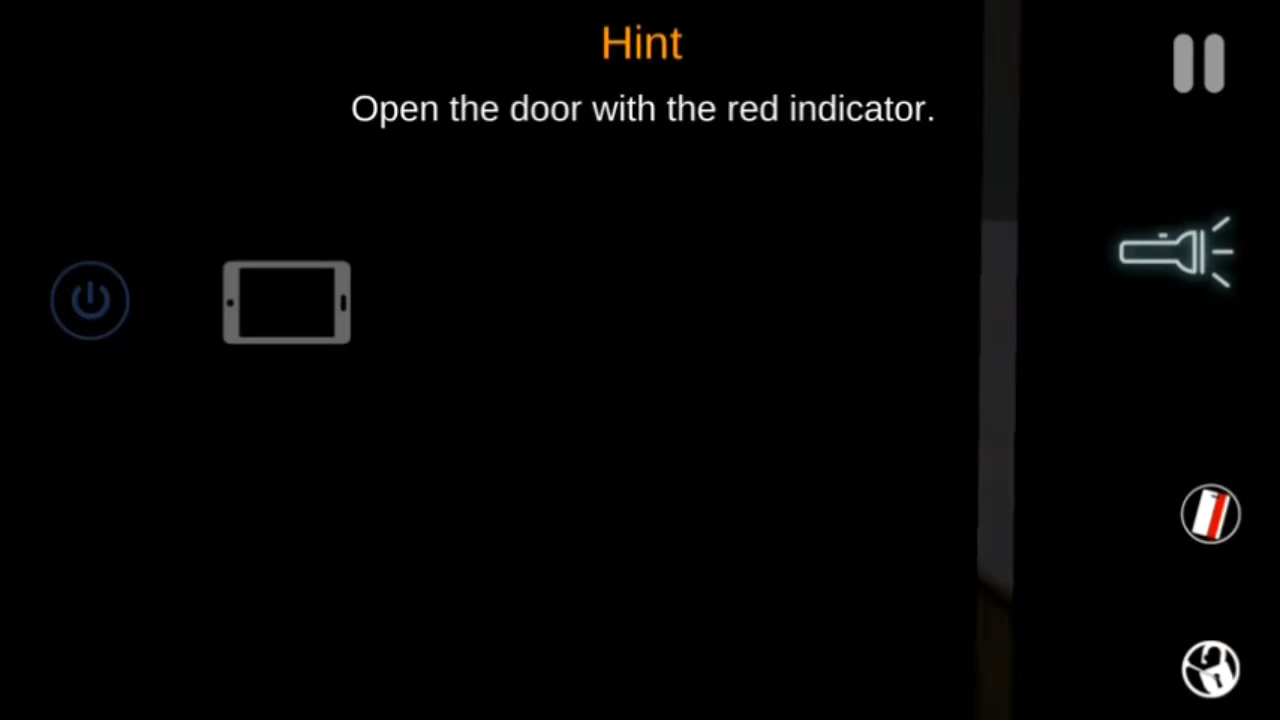 Hint
Open the door with the red indicator.